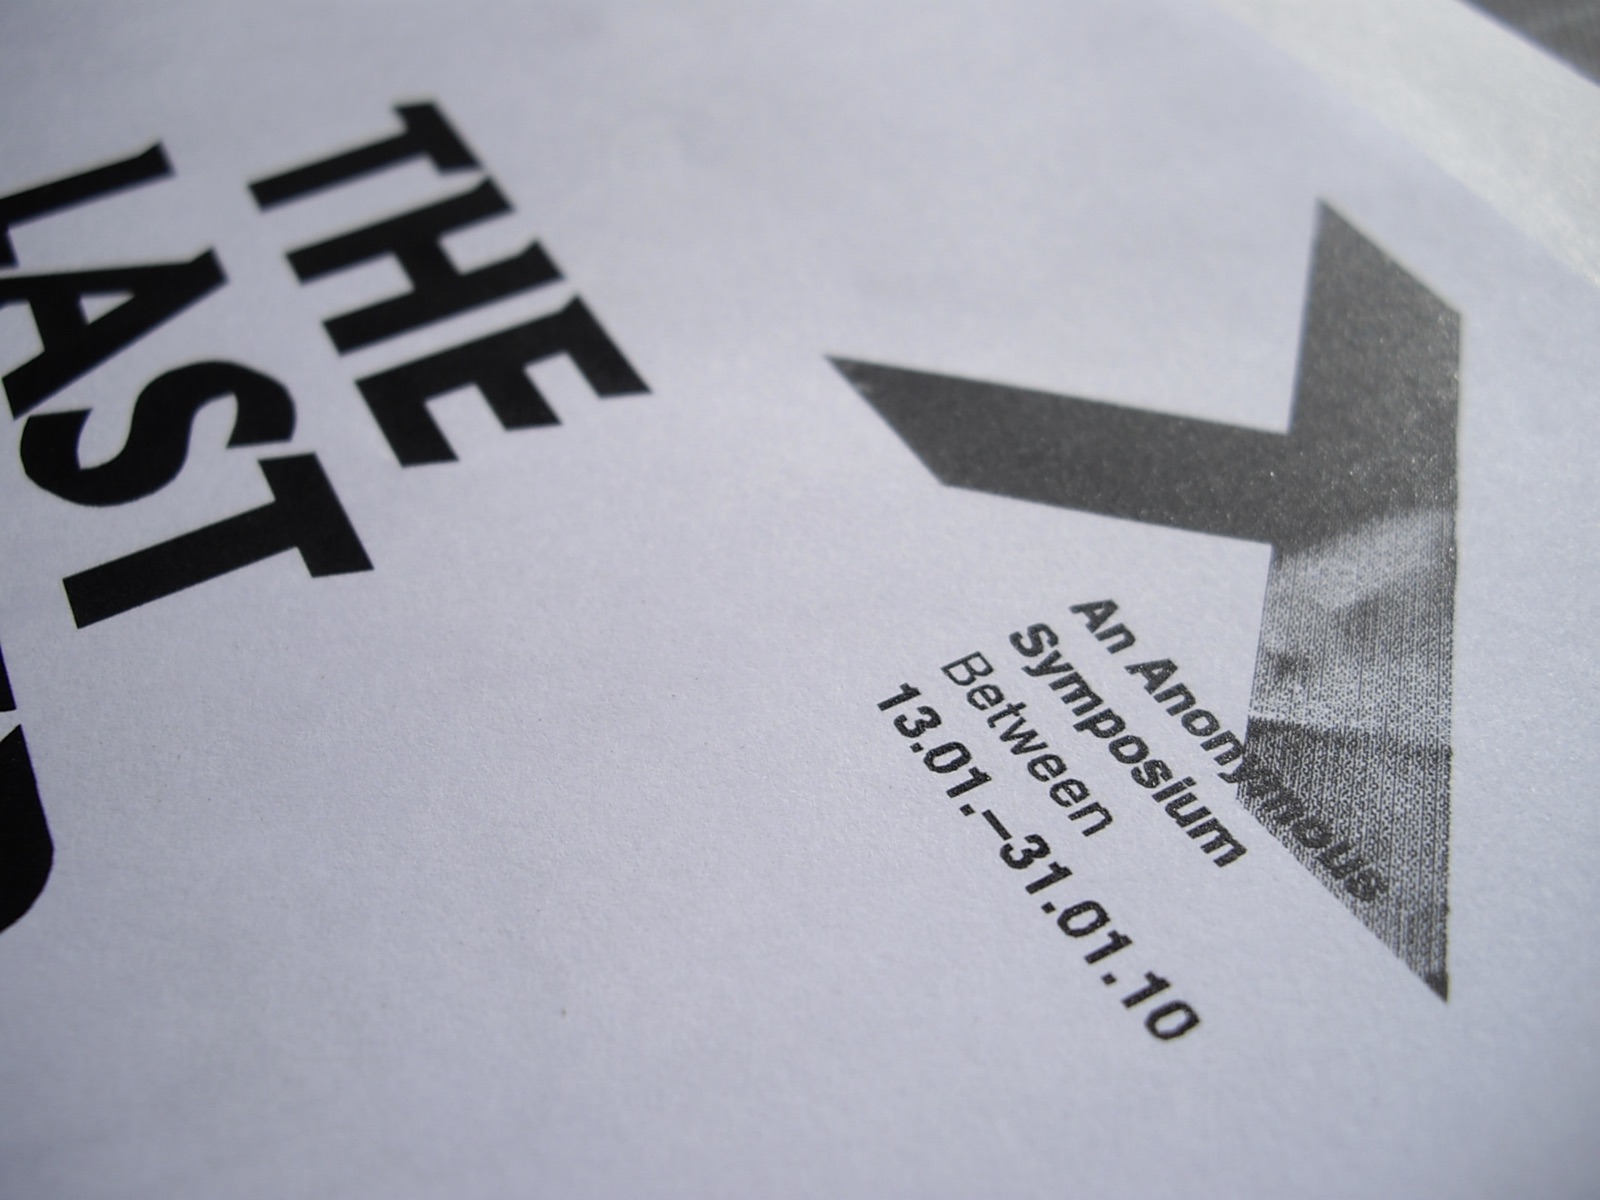 THE
LAST
An Anonymous
Symposium
Between
13.01.–31.01.10